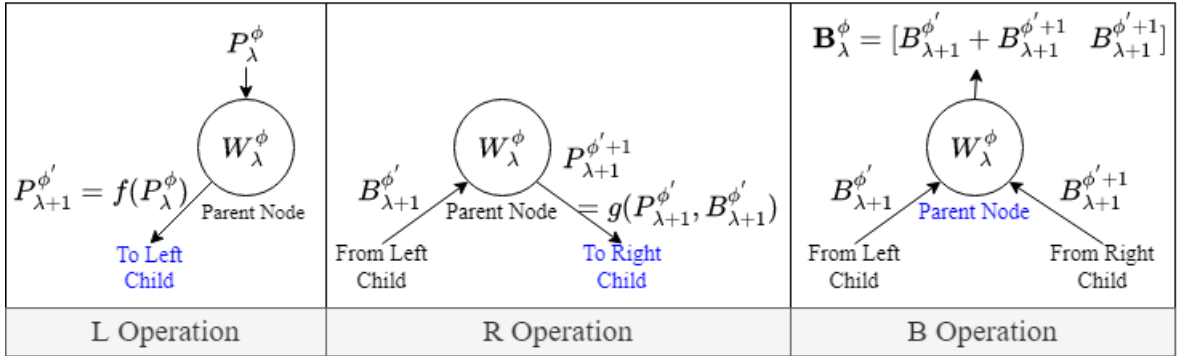 P_λ^ϕ
W_λ^ϕ
P_{λ+1}^{ϕ′} = f(P_λ^ϕ)
Parent Node
To Left
Child
L Operation
W_λ^ϕ
P_{λ+1}^{ϕ′+1}
B_{λ+1}^{ϕ′}
Parent Node
= g(P_{λ+1}^{ϕ′}, B_{λ+1}^{ϕ′})
From Left
Child
To Right
Child
R Operation
B_λ^ϕ = [B_{λ+1}^{ϕ′} + B_{λ+1}^{ϕ′+1} B_{λ+1}^{ϕ′+1}]
W_λ^ϕ
B_{λ+1}^{ϕ′}
B_{λ+1}^{ϕ′+1}
Parent Node
From Left
Child
From Right
Child
B Operation